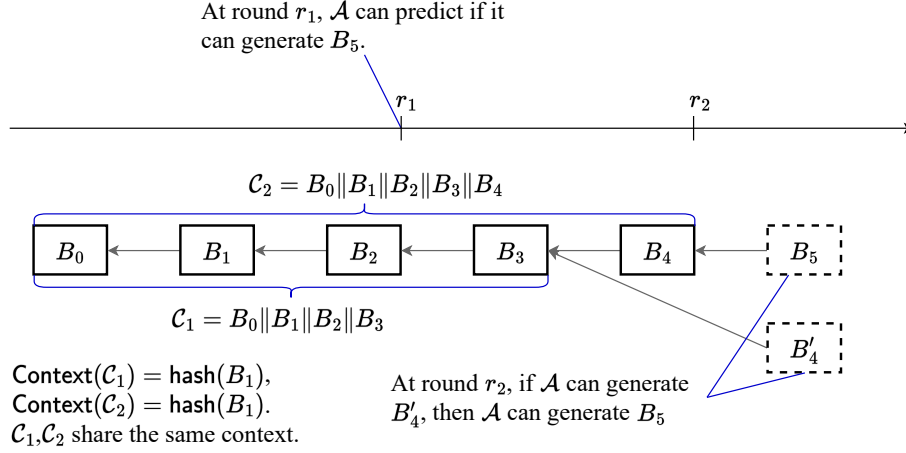 At round r₁, 𝒜 can predict if it
can generate B₅.
r₁
r₂
𝒞₂ = B₀‖B₁‖B₂‖B₃‖B₄
B₀
B₁
B₂
B₃
B₄
B₅
𝒞₁ = B₀‖B₁‖B₂‖B₃
B′₄
Context(𝒞₁) = hash(B₁),
Context(𝒞₂) = hash(B₁).
𝒞₁,𝒞₂ share the same context.
At round r₂, if 𝒜 can generate
B′₄, then 𝒜 can generate B₅